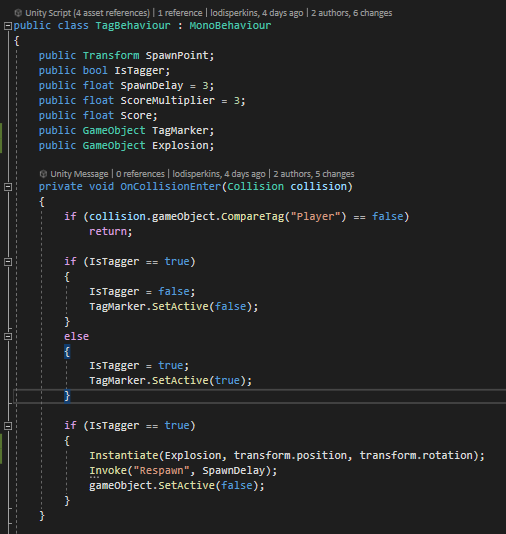 Unity Script (4 asset references) | 1 reference | lodisperkins, 4 days ago | 2 authors, 6 changes
public class TagBehaviour : MonoBehaviour
{
public Transform SpawnPoint;
public bool IsTagger;
public float SpawnDelay = 3;
public float ScoreMultiplier = 3;
public float Score;
public GameObject TagMarker;
public GameObject Explosion;
Unity Message | 0 references | lodisperkins, 4 days ago | 2 authors, 5 changes
private void OnCollisionEnter(Collision collision)
{
if (collision.gameObject.CompareTag("Player") == false)
return;
if (IsTagger == true)
{
IsTagger = false;
TagMarker.SetActive(false);
}
else
{
IsTagger = true;
TagMarker.SetActive(true);
}
if (IsTagger == true)
{
Instantiate(Explosion, transform.position, transform.rotation);
Invoke("Respawn", SpawnDelay);
gameObject.SetActive(false);
}
}